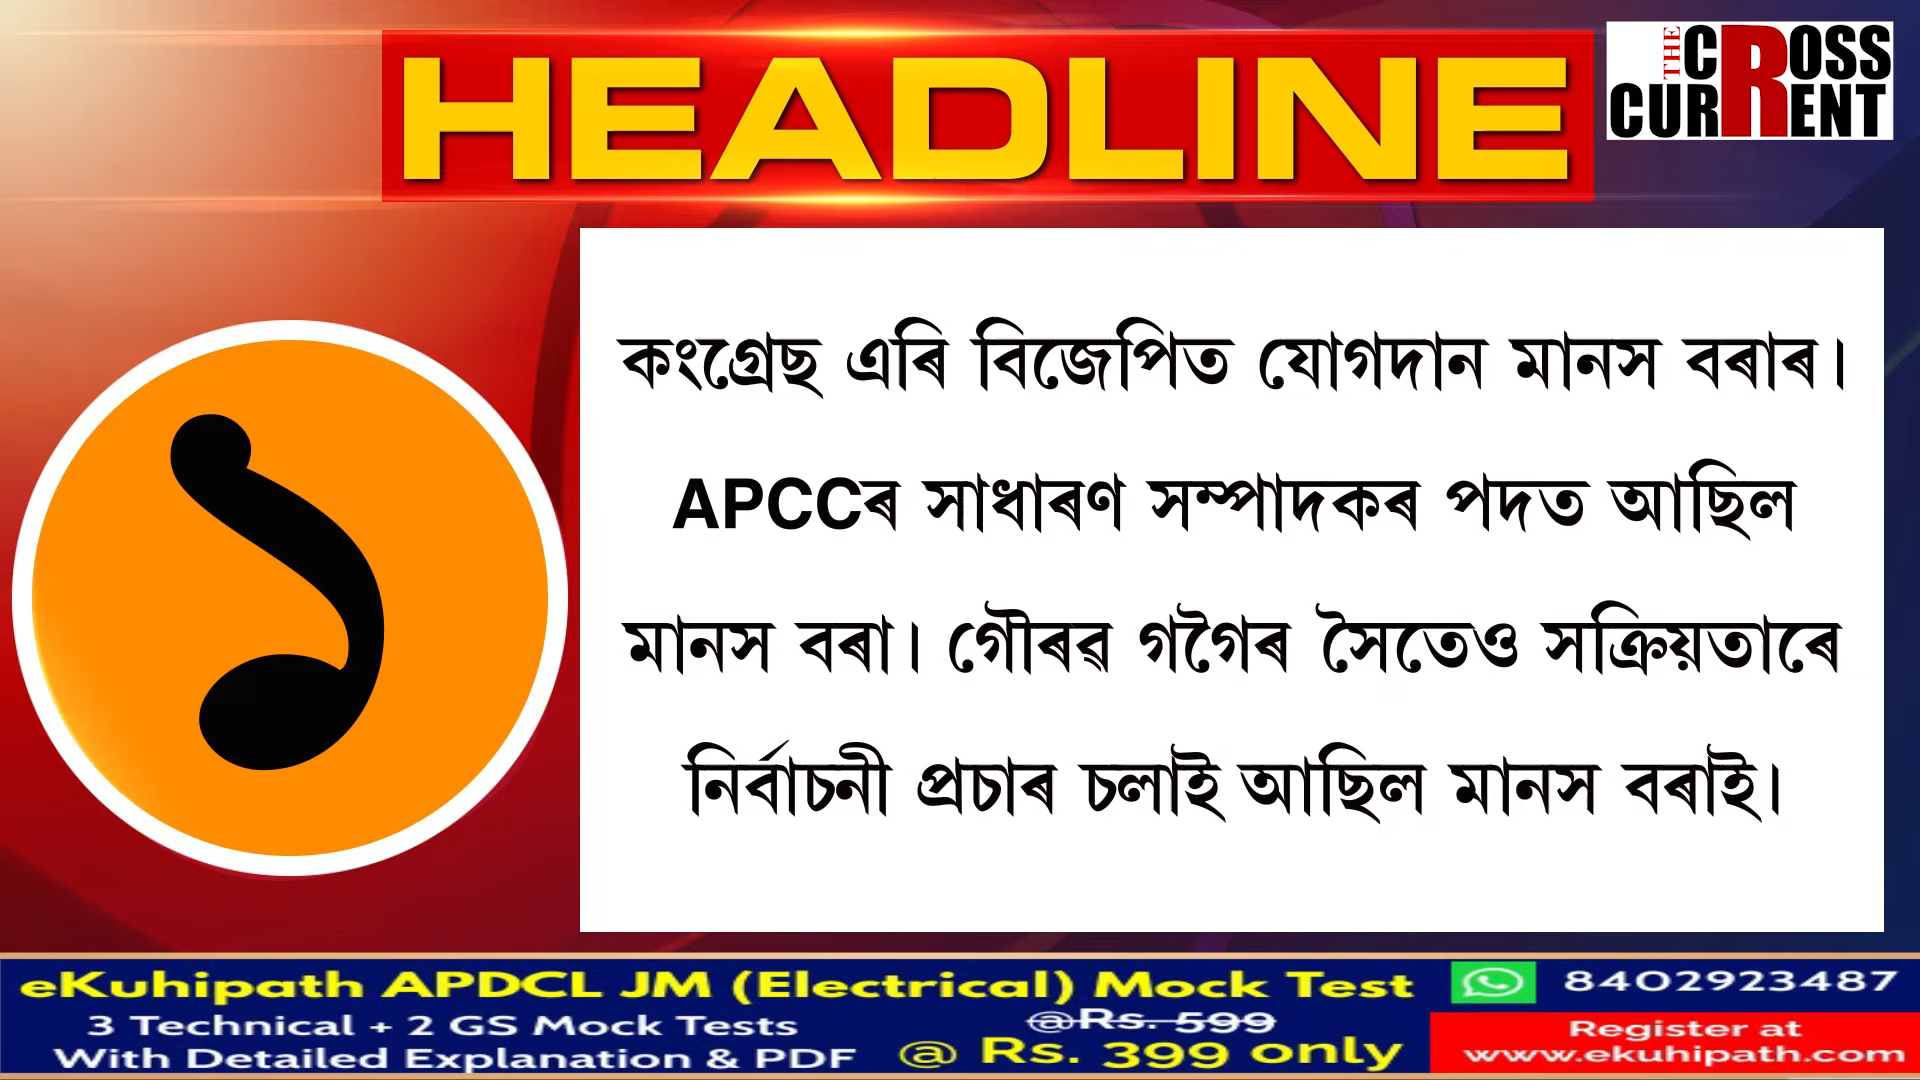 HEADLINE
THE CROSS
CURRENT
১
কংগ্ৰেছ এৰি বিজেপিত যোগদান মানস বৰাৰ।
APCCৰ সাধাৰণ সম্পাদকৰ পদত আছিল
মানস বৰা। গৌৰৱ গগৈৰ সৈতেও সক্ৰিয়তাৰে
নিৰ্বাচনী প্ৰচাৰ চলাই আছিল মানস বৰাই।
eKuhipath APDCL JM (Electrical) Mock Test
3 Technical + 2 GS Mock Tests
With Detailed Explanation & PDF
@Rs. 599
@ Rs. 399 only
8402923487
Register at
www.ekuhipath.com